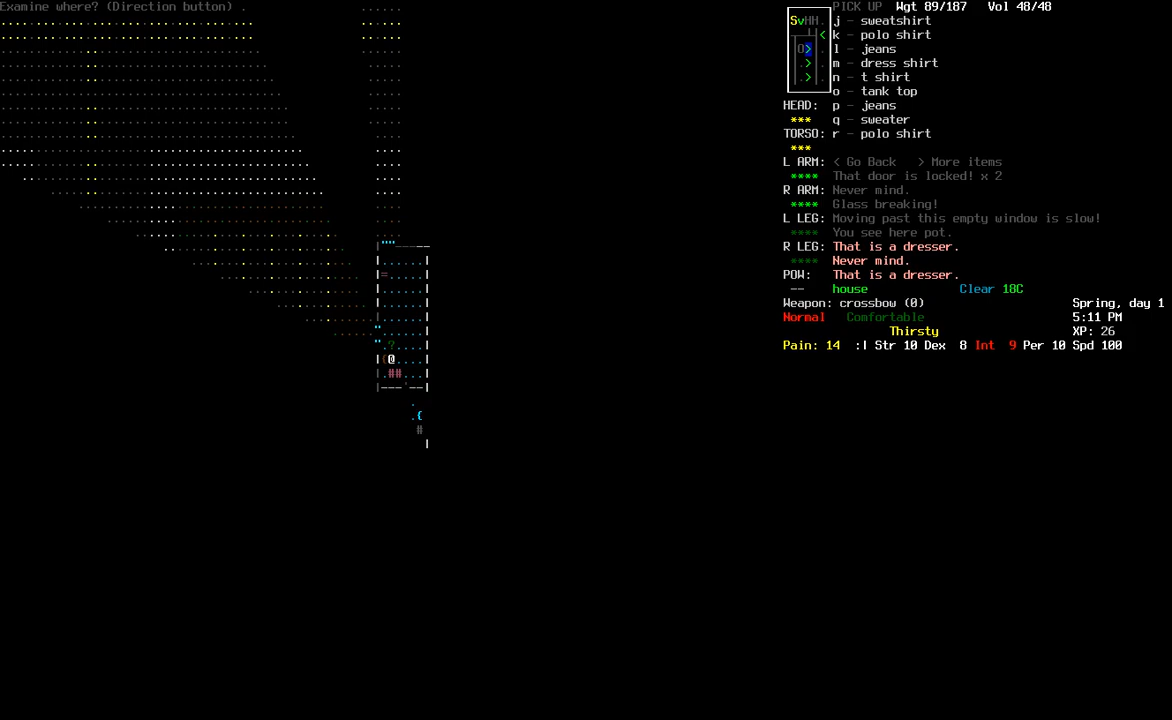 Examine where? (Direction button) .
PICK UP  Wgt 89/187   Vol 48/48
SvHH.
j - sweatshirt
k - polo shirt
l - jeans
m - dress shirt
n - t shirt
o - tank top
HEAD: p - jeans
*** q - sweater
TORSO: r - polo shirt
***
L ARM: < Go Back   > More items
**** That door is locked! x 2
R ARM: Never mind.
**** Glass breaking!
L LEG: Moving past this empty window is slow!
**** You see here pot.
R LEG: That is a dresser.
**** Never mind.
POW: That is a dresser.
-- house   Clear 18C
Weapon: crossbow (0)   Spring, day 1
Normal   Comfortable   5:11 PM
Thirsty   XP: 26
Pain: 14  :| Str 10 Dex  8 Int  9 Per 10 Spd 100